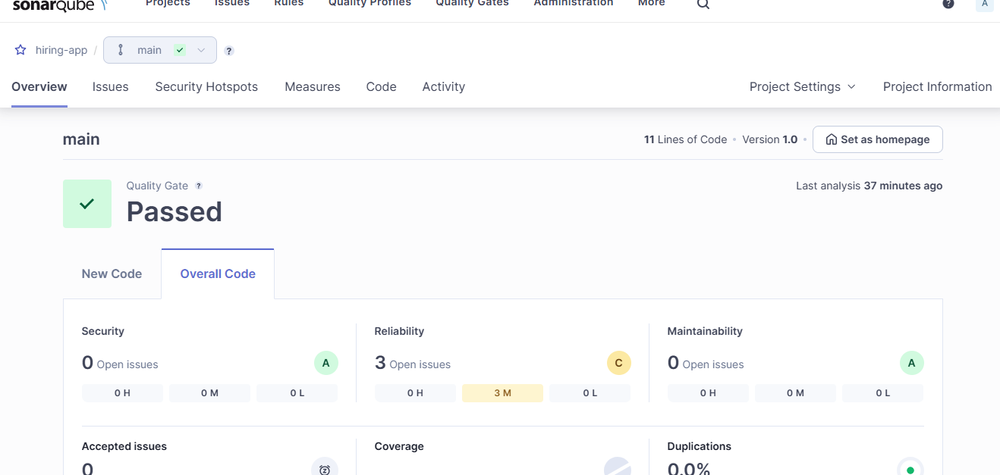 sonarqube Projects Issues Rules Quality Profiles Quality Gates Administration More ? A
hiring-app / main ?
Overview Issues Security Hotspots Measures Code Activity Project Settings Project Information
main 11 Lines of Code • Version 1.0 • Set as homepage
Quality Gate ? Last analysis 37 minutes ago
Passed
New Code Overall Code
Security Reliability Maintainability
0 Open issues A 3 Open issues C 0 Open issues A
0 H 0 M 0 L 0 H 3 M 0 L 0 H 0 M 0 L
Accepted issues Coverage Duplications
0 0.0%